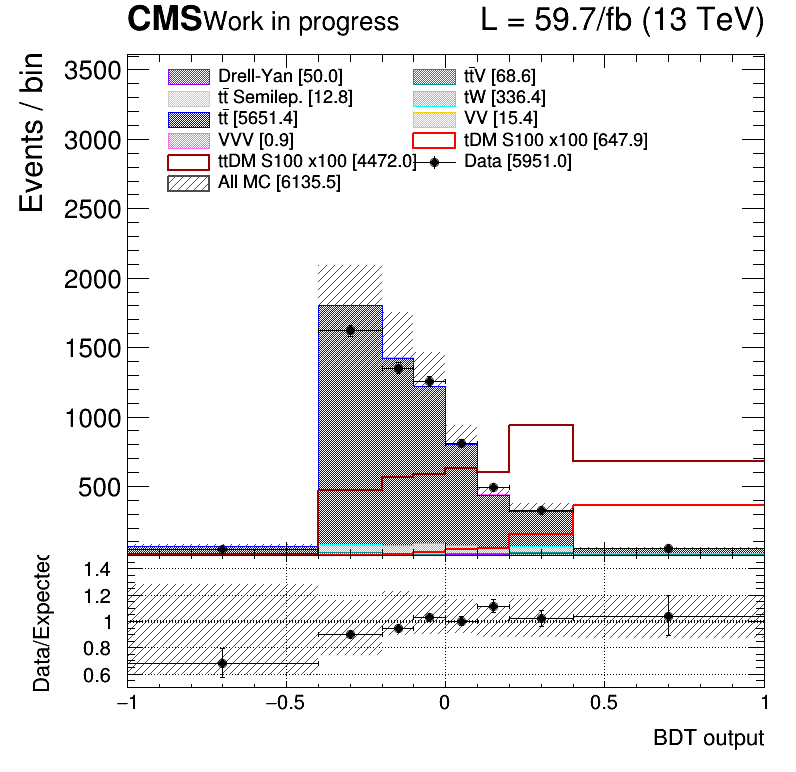 CMS Work in progress L = 59.7/fb (13 TeV)
Events / bin
3500
3000
2500
2000
1500
1000
500
Drell-Yan [50.0] tt̄V [68.6]
tt̄ Semilep. [12.8] tW [336.4]
tt̄ [5651.4] VV [15.4]
VVV [0.9] tDM S100 x100 [647.9]
ttDM S100 x100 [4472.0] Data [5951.0]
All MC [6135.5]
Data/Expected
1.4
1.2
1
0.8
0.6
−1 −0.5 0 0.5 1
BDT output